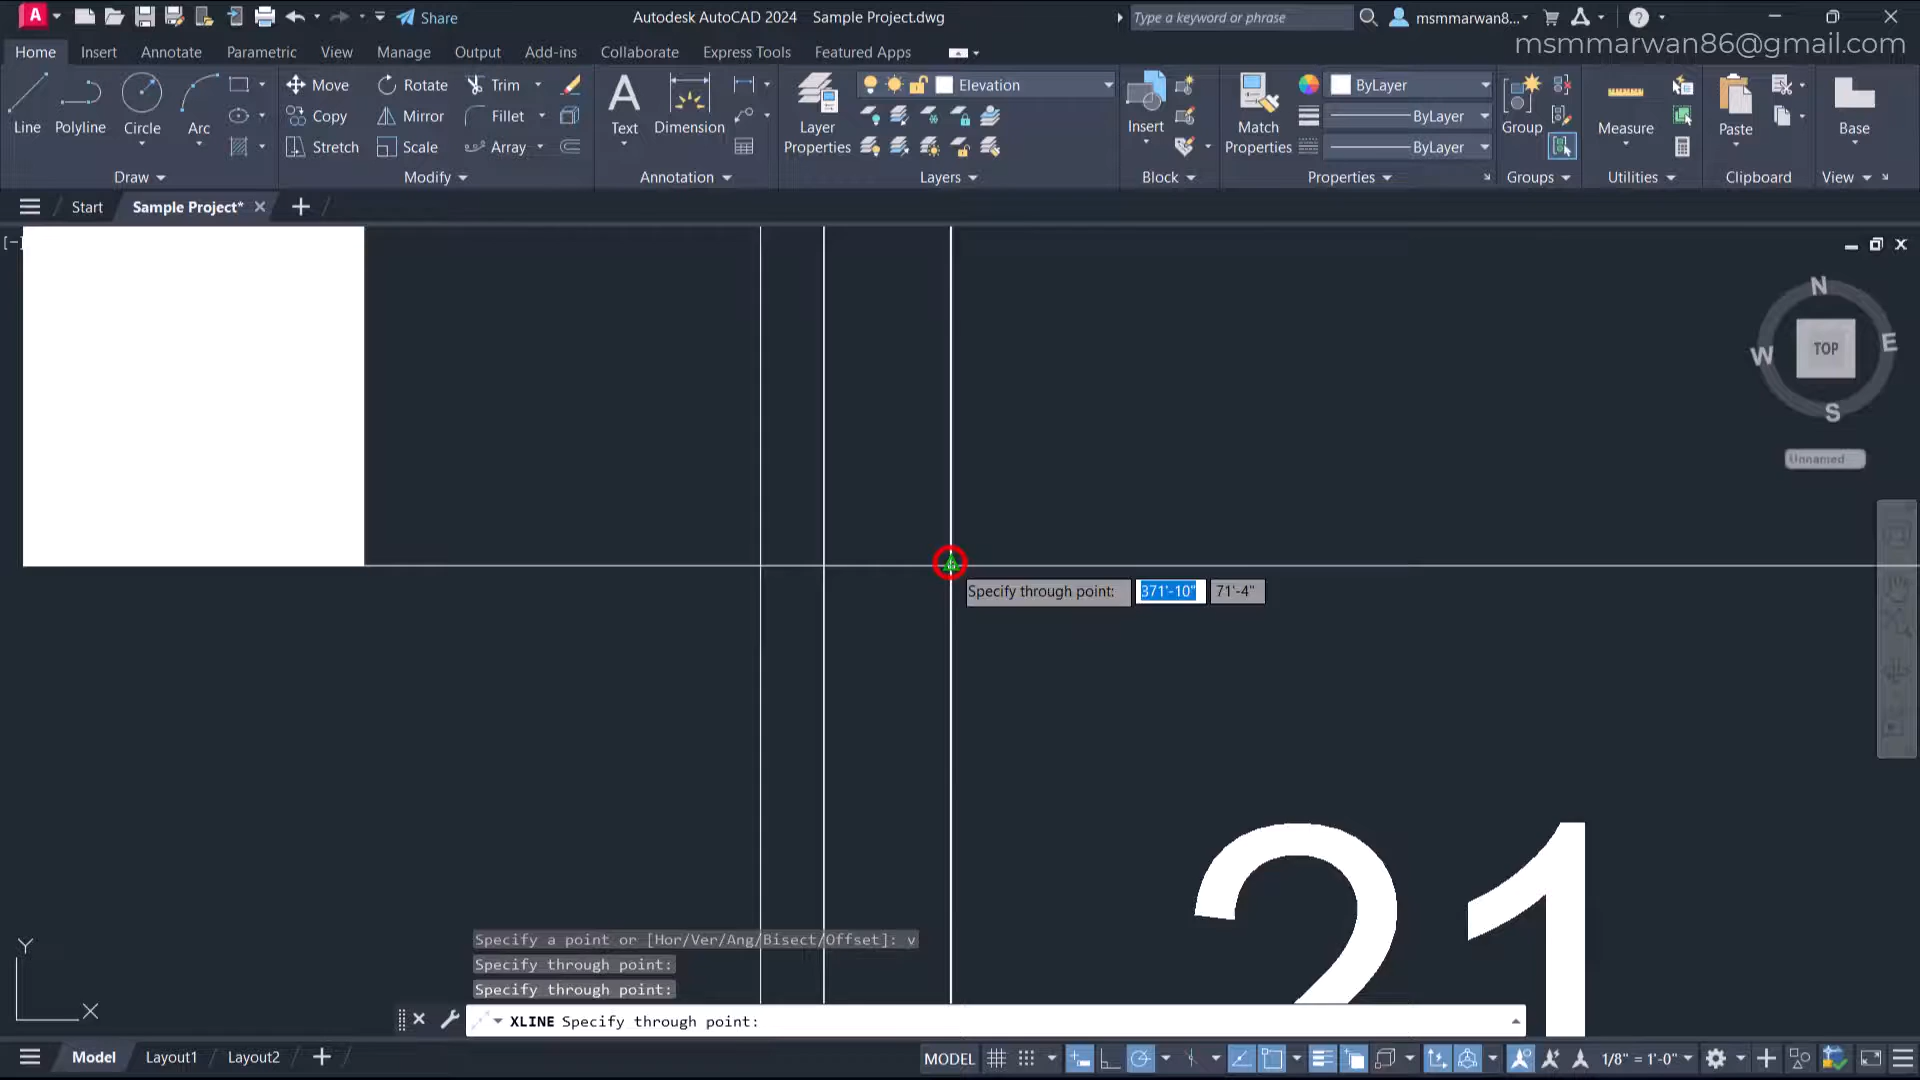 Share
Autodesk AutoCAD 2024 Sample Project.dwg
Type a keyword or phrase
msmmarwan8...
msmmarwan86@gmail.com
Home Insert Annotate Parametric View Manage Output Add-ins Collaborate Express Tools Featured Apps
Line Polyline Circle Arc
Move Rotate Trim
Copy Mirror Fillet
Stretch Scale Array
Text Dimension
Layer Properties
Elevation
Insert
Match Properties
ByLayer
ByLayer
ByLayer
Group
Measure
Paste
Base
Draw Modify Annotation Layers Block Properties Groups Utilities Clipboard View
Start Sample Project*
[−]
N
W TOP E
S
Unnamed
Specify through point: 371'-10" 71'-4"
21
Y
X
Specify a point or [Hor/Ver/Ang/Bisect/Offset]: v
Specify through point:
Specify through point:
XLINE Specify through point:
Model Layout1 Layout2
MODEL
1/8" = 1'-0"